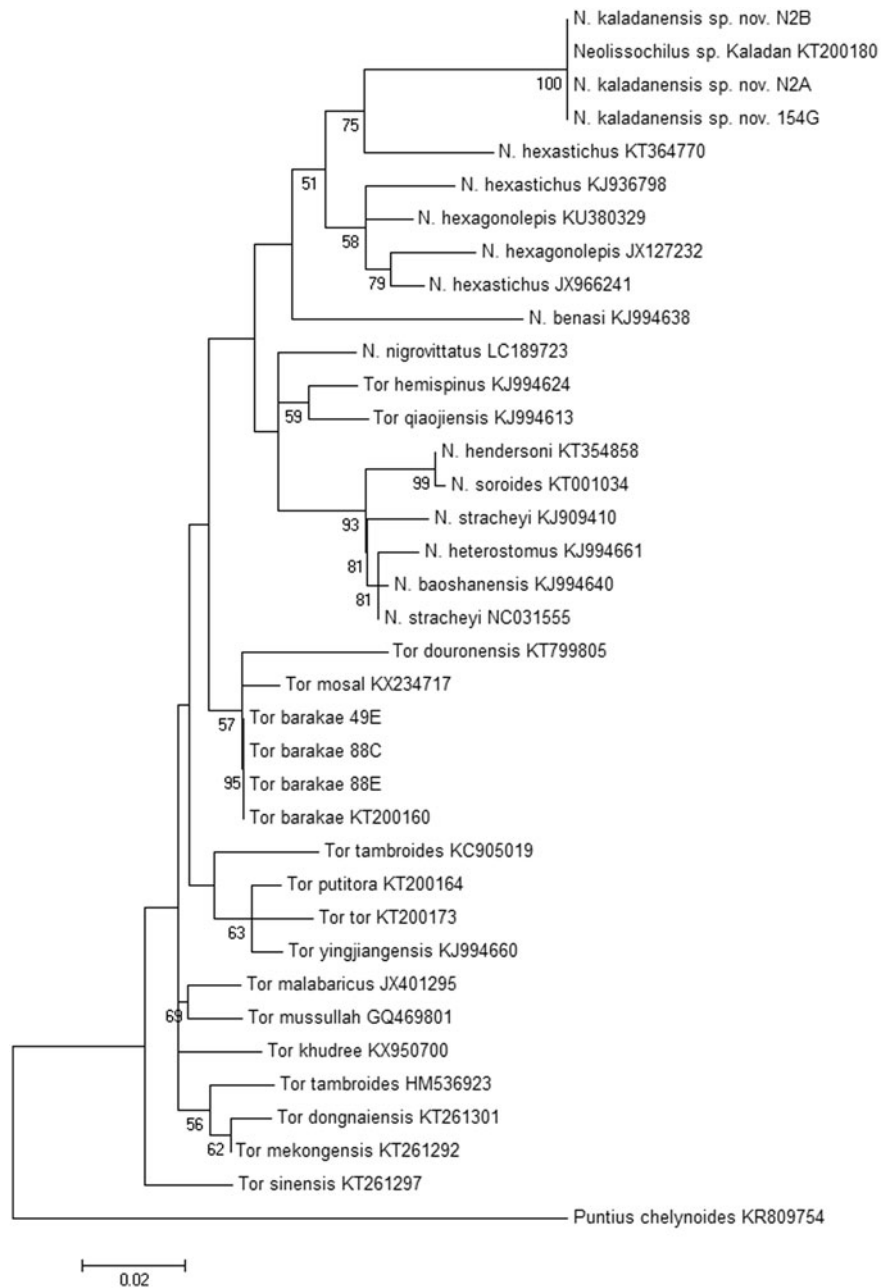 N. kaladanensis sp. nov. N2B
Neolissochilus sp. Kaladan KT200180
N. kaladanensis sp. nov. N2A
100
N. kaladanensis sp. nov. 154G
75
N. hexastichus KT364770
51
N. hexastichus KJ936798
N. hexagonolepis KU380329
58
N. hexagonolepis JX127232
79
N. hexastichus JX966241
N. benasi KJ994638
N. nigrovittatus LC189723
Tor hemispinus KJ994624
59
Tor qiaojiensis KJ994613
N. hendersoni KT354858
99
N. soroides KT001034
93
N. stracheyi KJ909410
N. heterostomus KJ994661
81
N. baoshanensis KJ994640
81
N. stracheyi NC031555
Tor douronensis KT799805
Tor mosal KX234717
57
Tor barakae 49E
Tor barakae 88C
95
Tor barakae 88E
Tor barakae KT200160
Tor tambroides KC905019
Tor putitora KT200164
63
Tor tor KT200173
Tor yingjiangensis KJ994660
Tor malabaricus JX401295
69
Tor mussullah GQ469801
Tor khudree KX950700
Tor tambroides HM536923
56
Tor dongnaiensis KT261301
62
Tor mekongensis KT261292
Tor sinensis KT261297
Puntius chelynoides KR809754
0.02